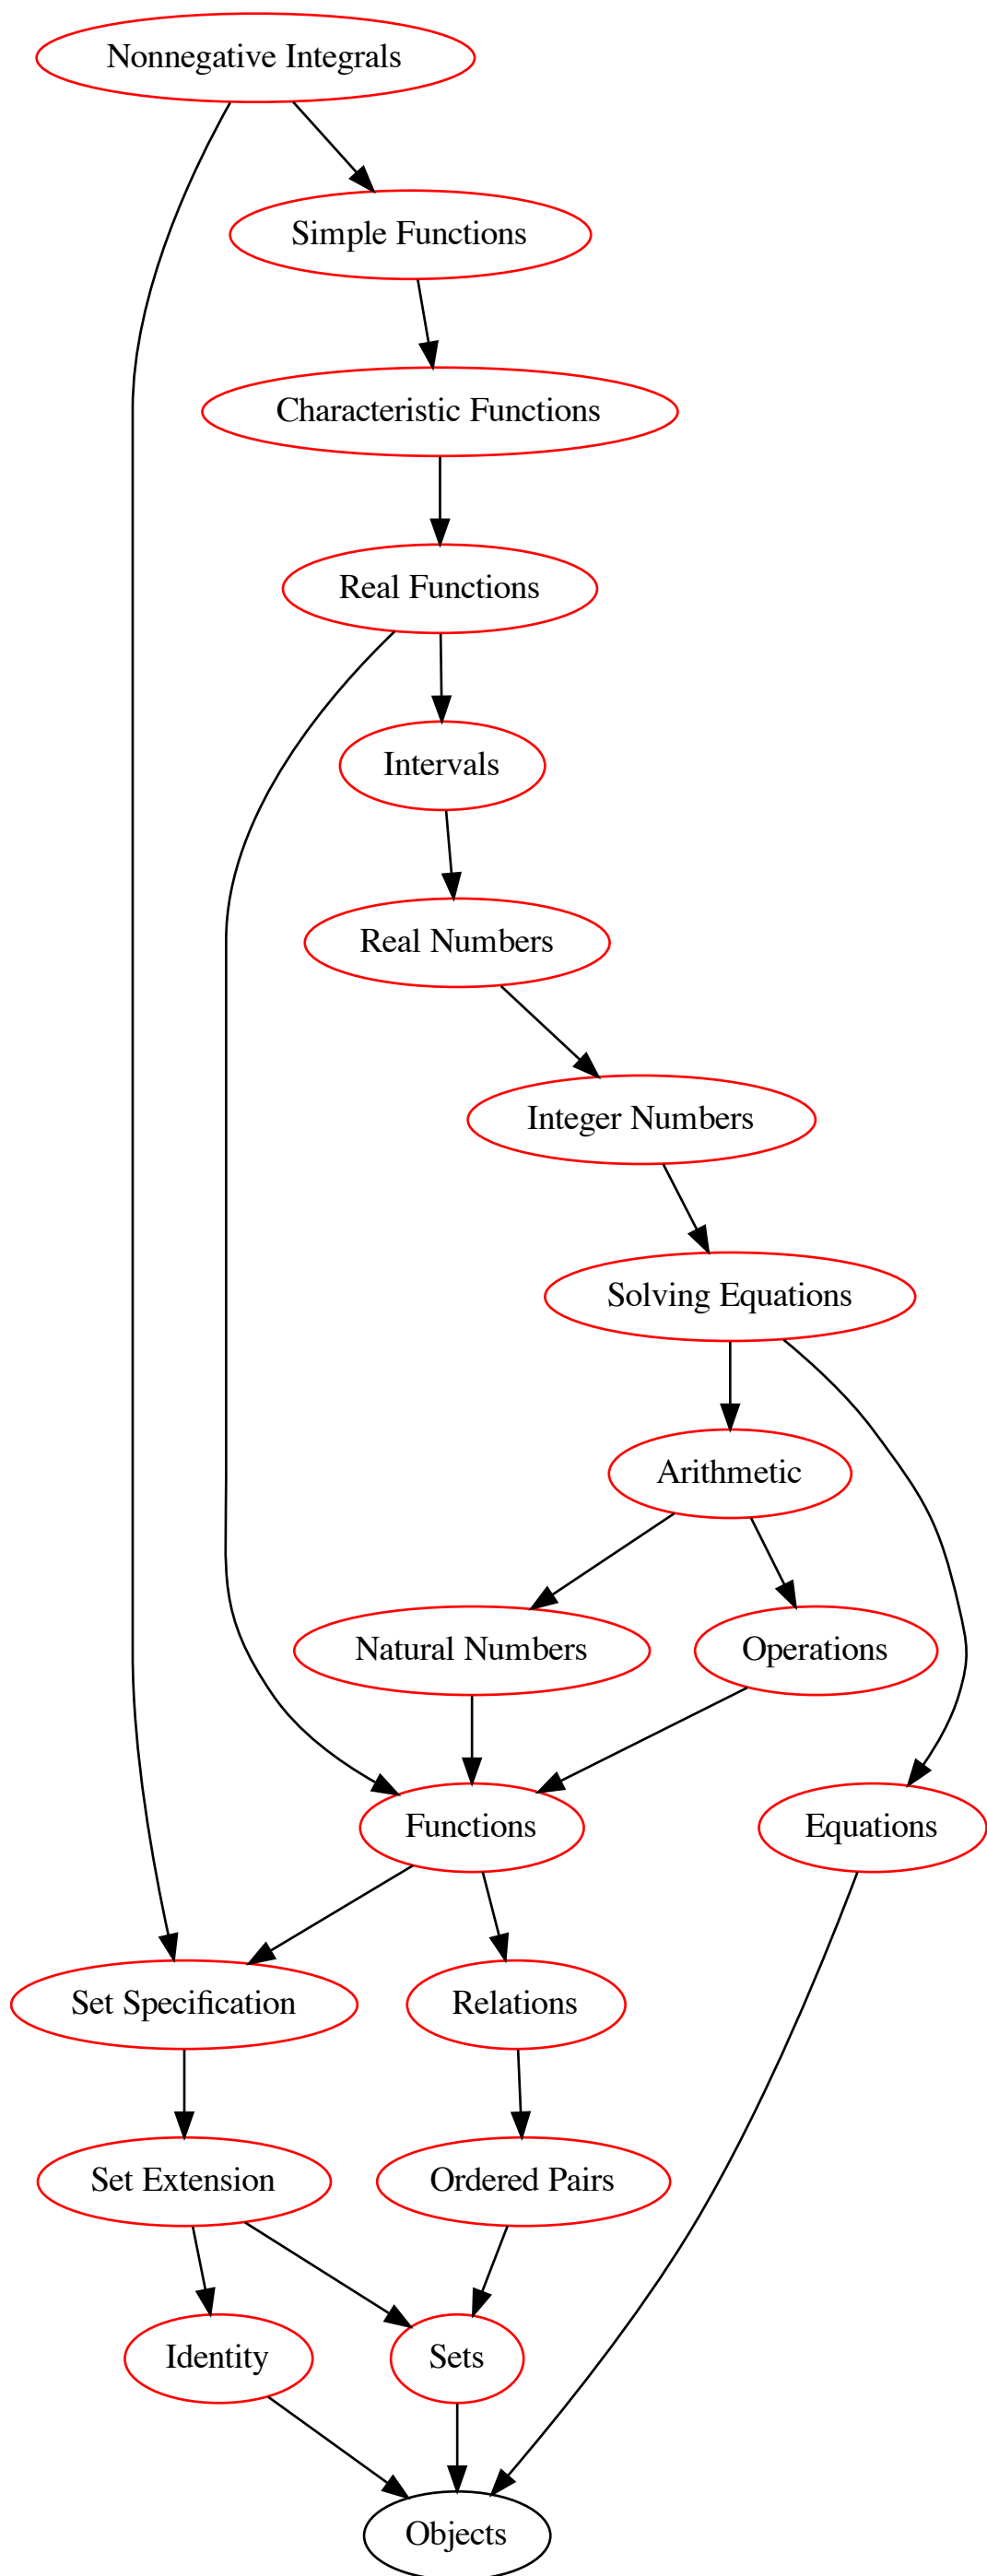 Nonnegative Integrals
Simple Functions
Characteristic Functions
Real Functions
Intervals
Real Numbers
Integer Numbers
Solving Equations
Arithmetic
Natural Numbers
Operations
Functions
Equations
Set Specification
Relations
Set Extension
Ordered Pairs
Identity
Sets
Objects